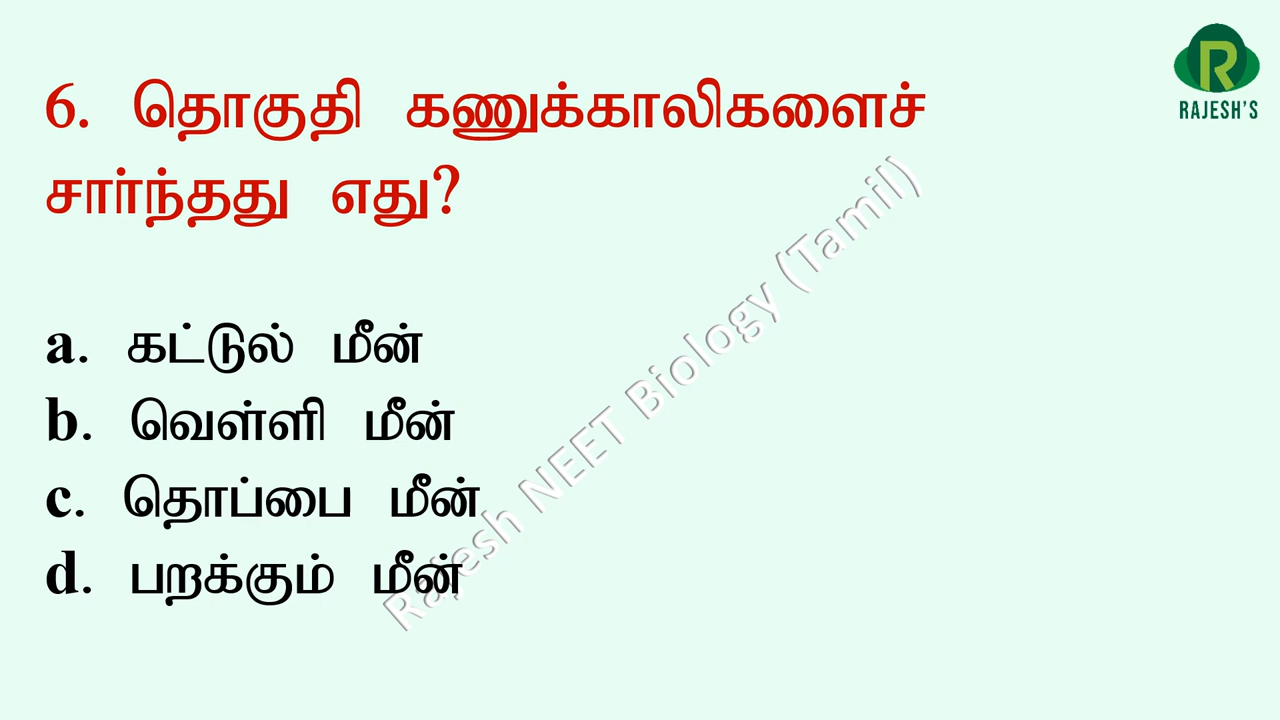 RAJESH'S
6. தொகுதி கணுக்காலிகளைச்
சார்ந்தது எது?
a. கட்டுல் மீன்
b. வெள்ளி மீன்
c. தொப்பை மீன்
d. பறக்கும் மீன்
Rajesh NEET Biology (Tamil)